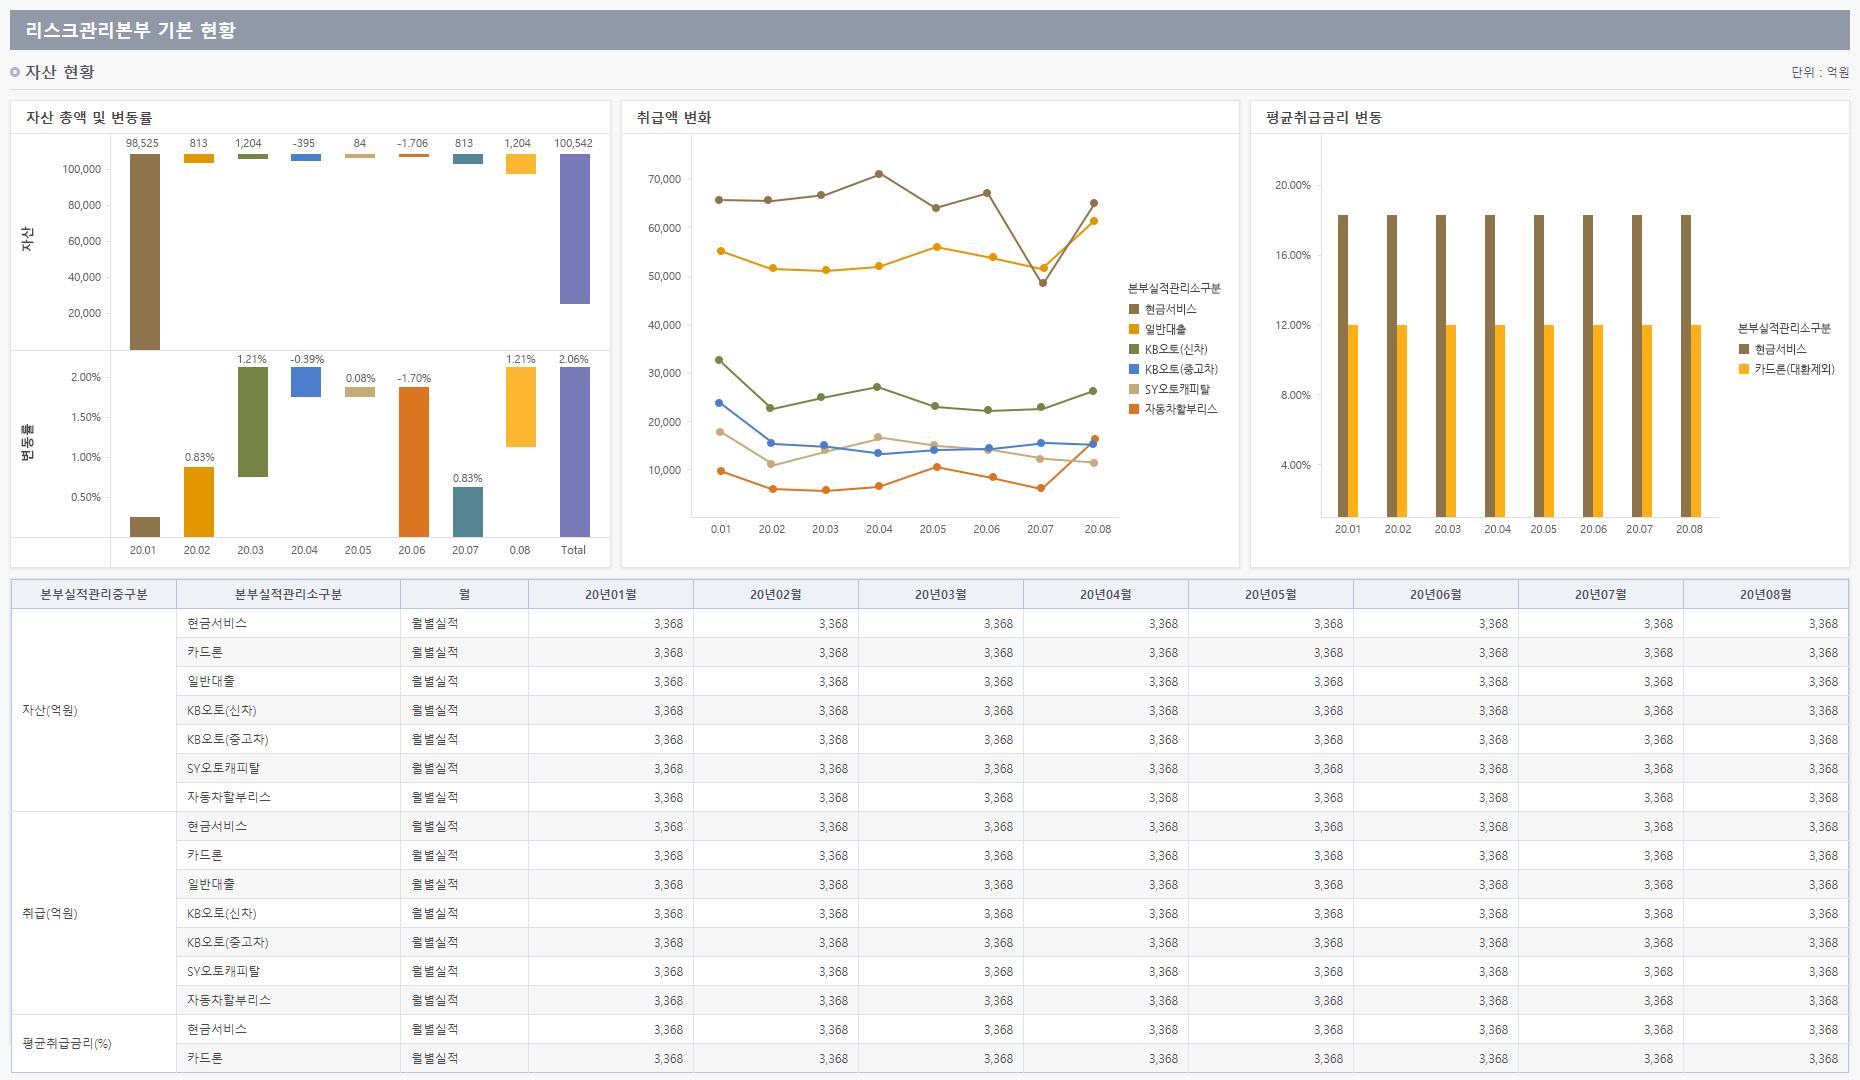 리스크관리본부 기본 현황
자산 현황
단위 : 억원
자산 총액 및 변동률
98,525 813 1,204 -395 84 -1.706 813 1,204 100,542
100,000
80,000
60,000
40,000
20,000
자산
1.21% -0.39% 0.08% -1.70% 1.21% 2.06%
0.83% 0.83%
2.00%
1.50%
1.00%
0.50%
변동률
20.01 20.02 20.03 20.04 20.05 20.06 20.07 0.08 Total
취급액 변화
70,000
60,000
50,000
40,000
30,000
20,000
10,000
0.01 20.02 20.03 20.04 20.05 20.06 20.07 20.08
본부실적관리소구분
현금서비스
일반대출
KB오토(신차)
KB오토(중고차)
SY오토캐피탈
자동차할부리스
평균취급금리 변동
20.00%
16.00%
12.00%
8.00%
4.00%
20.01 20.02 20.03 20.04 20.05 20.06 20.07 20.08
본부실적관리소구분
현금서비스
카드론(대환제외)
본부실적관리중구분 본부실적관리소구분 월 20년01월 20년02월 20년03월 20년04월 20년05월 20년06월 20년07월 20년08월
자산(억원)
현금서비스 월별실적 3,368 3,368 3,368 3,368 3,368 3,368 3,368 3,368
카드론 월별실적 3,368 3,368 3,368 3,368 3,368 3,368 3,368 3,368
일반대출 월별실적 3,368 3,368 3,368 3,368 3,368 3,368 3,368 3,368
KB오토(신차) 월별실적 3,368 3,368 3,368 3,368 3,368 3,368 3,368 3,368
KB오토(중고차) 월별실적 3,368 3,368 3,368 3,368 3,368 3,368 3,368 3,368
SY오토캐피탈 월별실적 3,368 3,368 3,368 3,368 3,368 3,368 3,368 3,368
자동차할부리스 월별실적 3,368 3,368 3,368 3,368 3,368 3,368 3,368 3,368
취급(억원)
현금서비스 월별실적 3,368 3,368 3,368 3,368 3,368 3,368 3,368 3,368
카드론 월별실적 3,368 3,368 3,368 3,368 3,368 3,368 3,368 3,368
일반대출 월별실적 3,368 3,368 3,368 3,368 3,368 3,368 3,368 3,368
KB오토(신차) 월별실적 3,368 3,368 3,368 3,368 3,368 3,368 3,368 3,368
KB오토(중고차) 월별실적 3,368 3,368 3,368 3,368 3,368 3,368 3,368 3,368
SY오토캐피탈 월별실적 3,368 3,368 3,368 3,368 3,368 3,368 3,368 3,368
자동차할부리스 월별실적 3,368 3,368 3,368 3,368 3,368 3,368 3,368 3,368
평균취급금리(%)
현금서비스 월별실적 3,368 3,368 3,368 3,368 3,368 3,368 3,368 3,368
카드론 월별실적 3,368 3,368 3,368 3,368 3,368 3,368 3,368 3,368